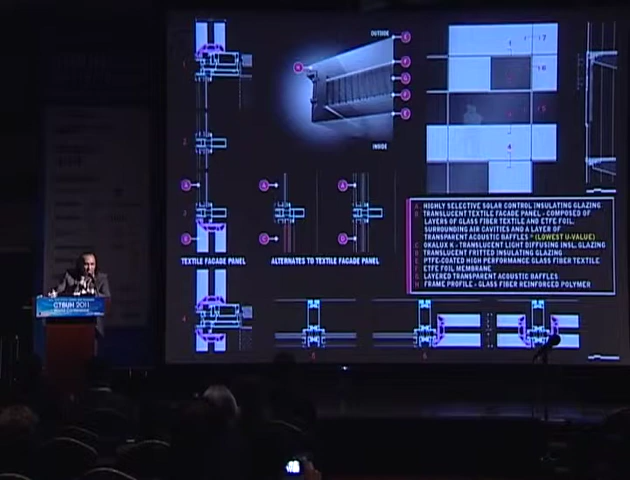 OUTSIDE
INSIDE
TEXTILE FACADE PANEL
ALTERNATES TO TEXTILE FACADE PANEL
HIGHLY SELECTIVE SOLAR CONTROL INSULATING GLAZING
TRANSLUCENT TEXTILE FACADE PANEL - COMPOSED OF
LAYERS OF GLASS FIBER TEXTILE AND ETFE FOIL,
SURROUNDING AIR CAVITIES AND A LAYER OF
TRANSPARENT ACOUSTIC BAFFLES * (LOWEST U-VALUE)
OKALUX K - TRANSLUCENT LIGHT DIFFUSING INSL. GLAZING
TRANSLUCENT FRITTED INSULATING GLAZING
PTFE-COATED HIGH PERFORMANCE GLASS FIBER TEXTILE
ETFE FOIL MEMBRANE
LAYERED TRANSPARENT ACOUSTIC BAFFLES
FRAME PROFILE - GLASS FIBER REINFORCED POLYMER
CTBUH 2011